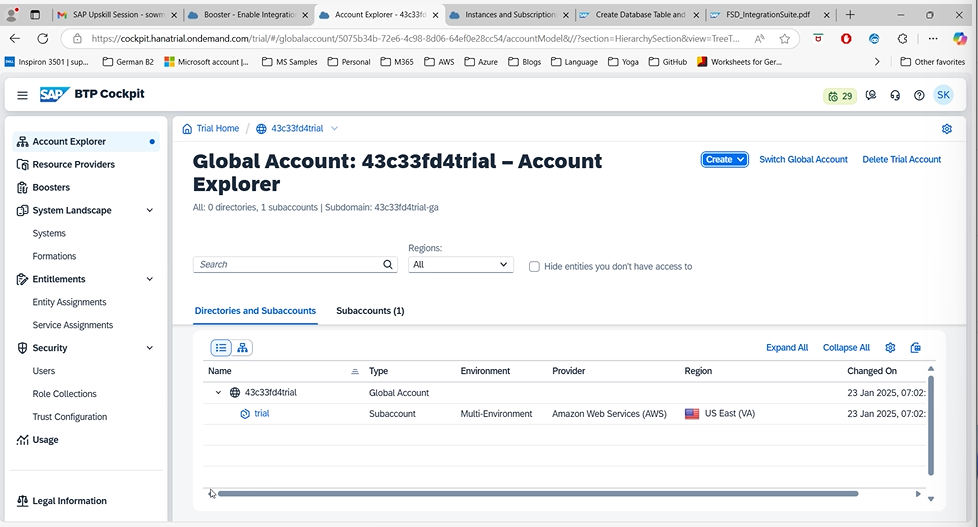 SAP Upskill Session - sowm
Booster - Enable Integration
Account Explorer - 43c33fd
Instances and Subscriptions
Create Database Table and
FSD_IntegrationSuite.pdf
https://cockpit.hanatrial.ondemand.com/trial/#/globalaccount/5075b34b-72e6-4c98-8d06-64ef0e28cc54/accountModel&//?section=HierarchySection&view=TreeT...
Inspiron 3501 | sup...
German B2
Microsoft account |...
MS Samples
Personal
M365
AWS
Azure
Blogs
Language
Yoga
GitHub
Worksheets for Ger...
Other favorites
SAP BTP Cockpit
29
SK
Account Explorer
Resource Providers
Boosters
System Landscape
Systems
Formations
Entitlements
Entity Assignments
Service Assignments
Security
Users
Role Collections
Trust Configuration
Usage
Legal Information
Trial Home / 43c33fd4trial
Global Account: 43c33fd4trial – Account
Explorer
Create
Switch Global Account
Delete Trial Account
All: 0 directories, 1 subaccounts | Subdomain: 43c33fd4trial-ga
Regions:
Search
All
Hide entities you don't have access to
Directories and Subaccounts
Subaccounts (1)
Expand All
Collapse All
Name Type Environment Provider Region Changed On
43c33fd4trial Global Account 23 Jan 2025, 07:02:
trial Subaccount Multi-Environment Amazon Web Services (AWS) US East (VA) 23 Jan 2025, 07:02: